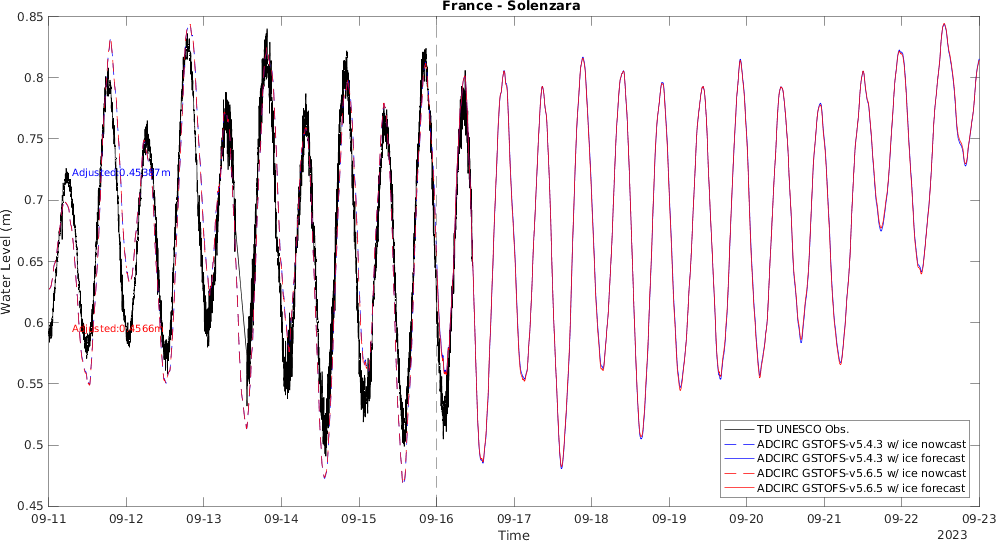 France - Solenzara
0.85
0.8
0.75
0.7
0.65
0.6
0.55
0.5
0.45
Water Level (m)
Adjusted:0.45387m
Adjusted:0.4566m
TD UNESCO Obs.
ADCIRC GSTOFS-v5.4.3 w/ ice nowcast
ADCIRC GSTOFS-v5.4.3 w/ ice forecast
ADCIRC GSTOFS-v5.6.5 w/ ice nowcast
ADCIRC GSTOFS-v5.6.5 w/ ice forecast
09-11 09-12 09-13 09-14 09-15 09-16 09-17 09-18 09-19 09-20 09-21 09-22 09-23
Time
2023